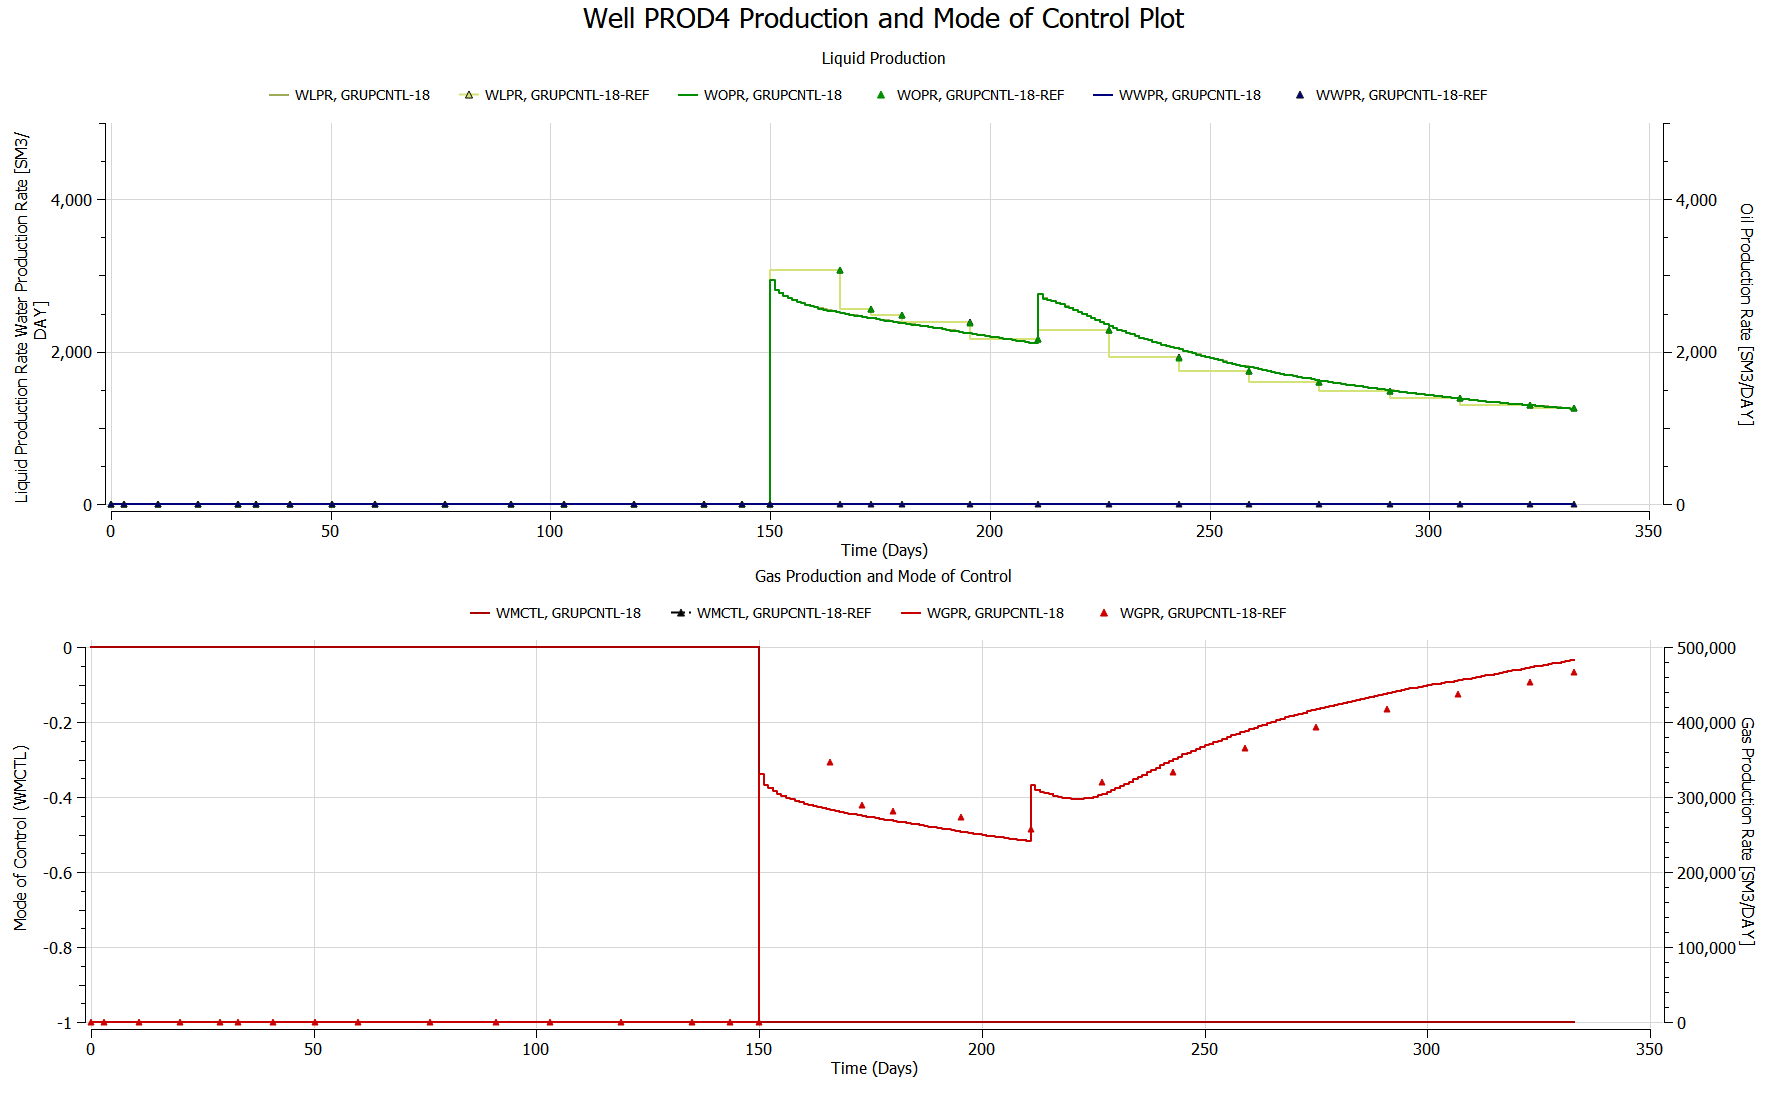 Well PROD4 Production and Mode of Control Plot
Liquid Production
WLPR, GRUPCNTL-18 WLPR, GRUPCNTL-18-REF WOPR, GRUPCNTL-18 WOPR, GRUPCNTL-18-REF WWPR, GRUPCNTL-18 WWPR, GRUPCNTL-18-REF
Liquid Production Rate Water Production Rate [SM3/
DAY]
4,000
2,000
0
4,000
2,000
0
Oil Production Rate [SM3/DAY]
0 50 100 150 200 250 300 350
Time (Days)
Gas Production and Mode of Control
WMCTL, GRUPCNTL-18 WMCTL, GRUPCNTL-18-REF WGPR, GRUPCNTL-18 WGPR, GRUPCNTL-18-REF
Mode of Control (WMCTL)
0
-0.2
-0.4
-0.6
-0.8
-1
500,000
400,000
300,000
200,000
100,000
0
Gas Production Rate [SM3/DAY]
0 50 100 150 200 250 300 350
Time (Days)